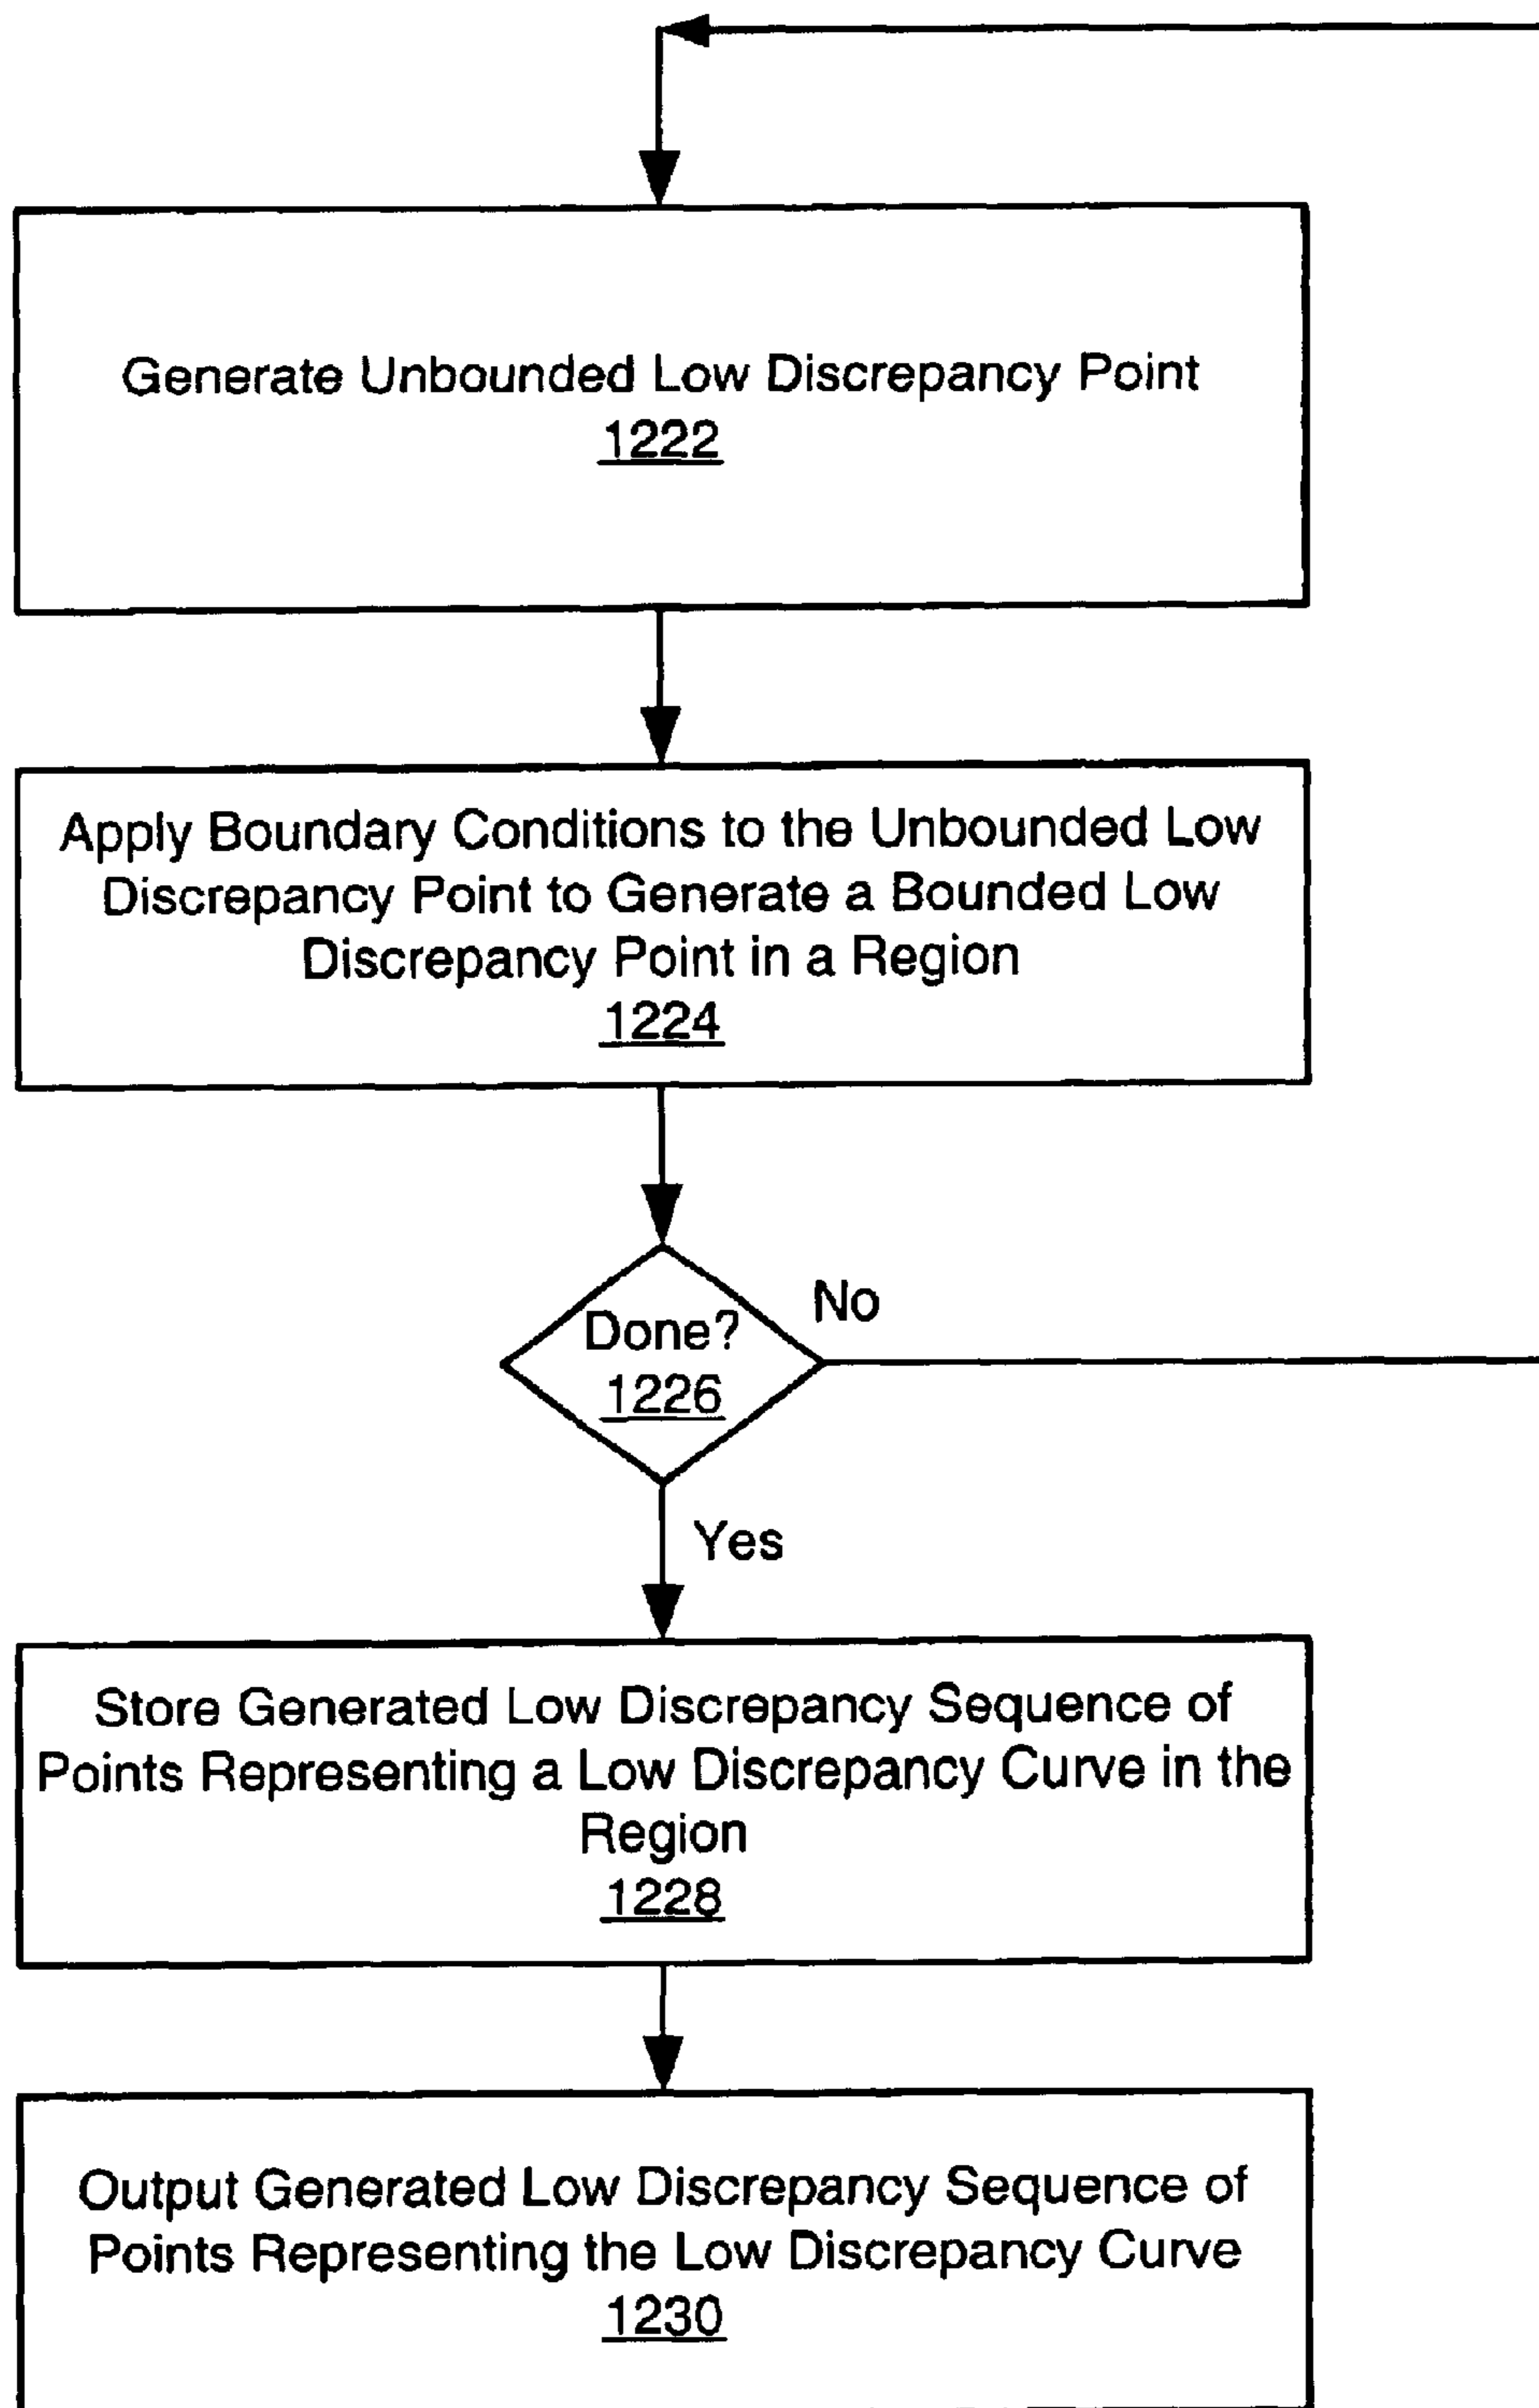 Generate Unbounded Low Discrepancy Point
1222
Apply Boundary Conditions to the Unbounded Low
Discrepancy Point to Generate a Bounded Low
Discrepancy Point in a Region
1224
Done?
1226
No
Yes
Store Generated Low Discrepancy Sequence of
Points Representing a Low Discrepancy Curve in the
Region
1228
Output Generated Low Discrepancy Sequence of
Points Representing the Low Discrepancy Curve
1230